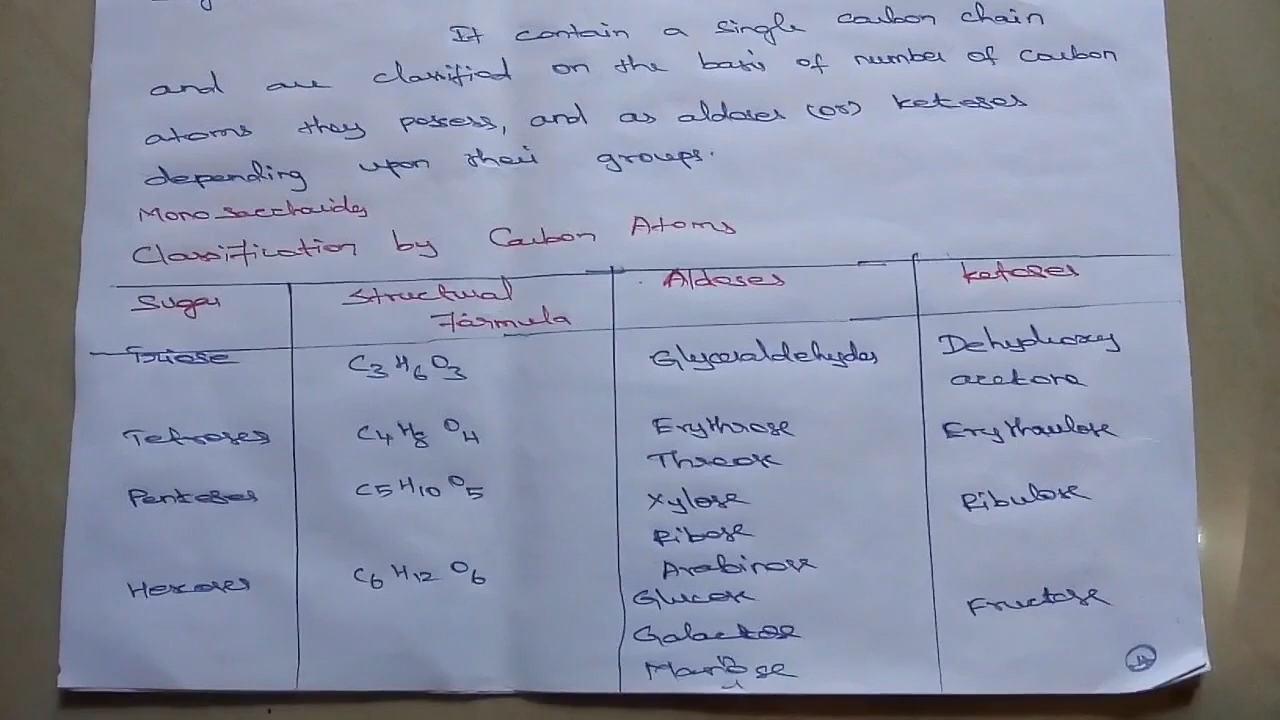 It contain a single carbon chain
and are classified on the basis of number of carbon
atoms they possess, and as aldoses (or) ketoses
depending upon their groups.
Mono saccharides
Classification by Carbon Atoms
Sugar Structural Formula Aldoses Ketoses
Triose C3H6O3 Glyceraldehydes Dehydroxy
acetone
Tetroses C4H8O4 Erythrose Erythrulose
Threose
Pentoses C5H10O5 Xylose Ribulose
Ribose
Arabinose
Hexoses C6H12O6 Glucose Fructose
Galactose
Mannose